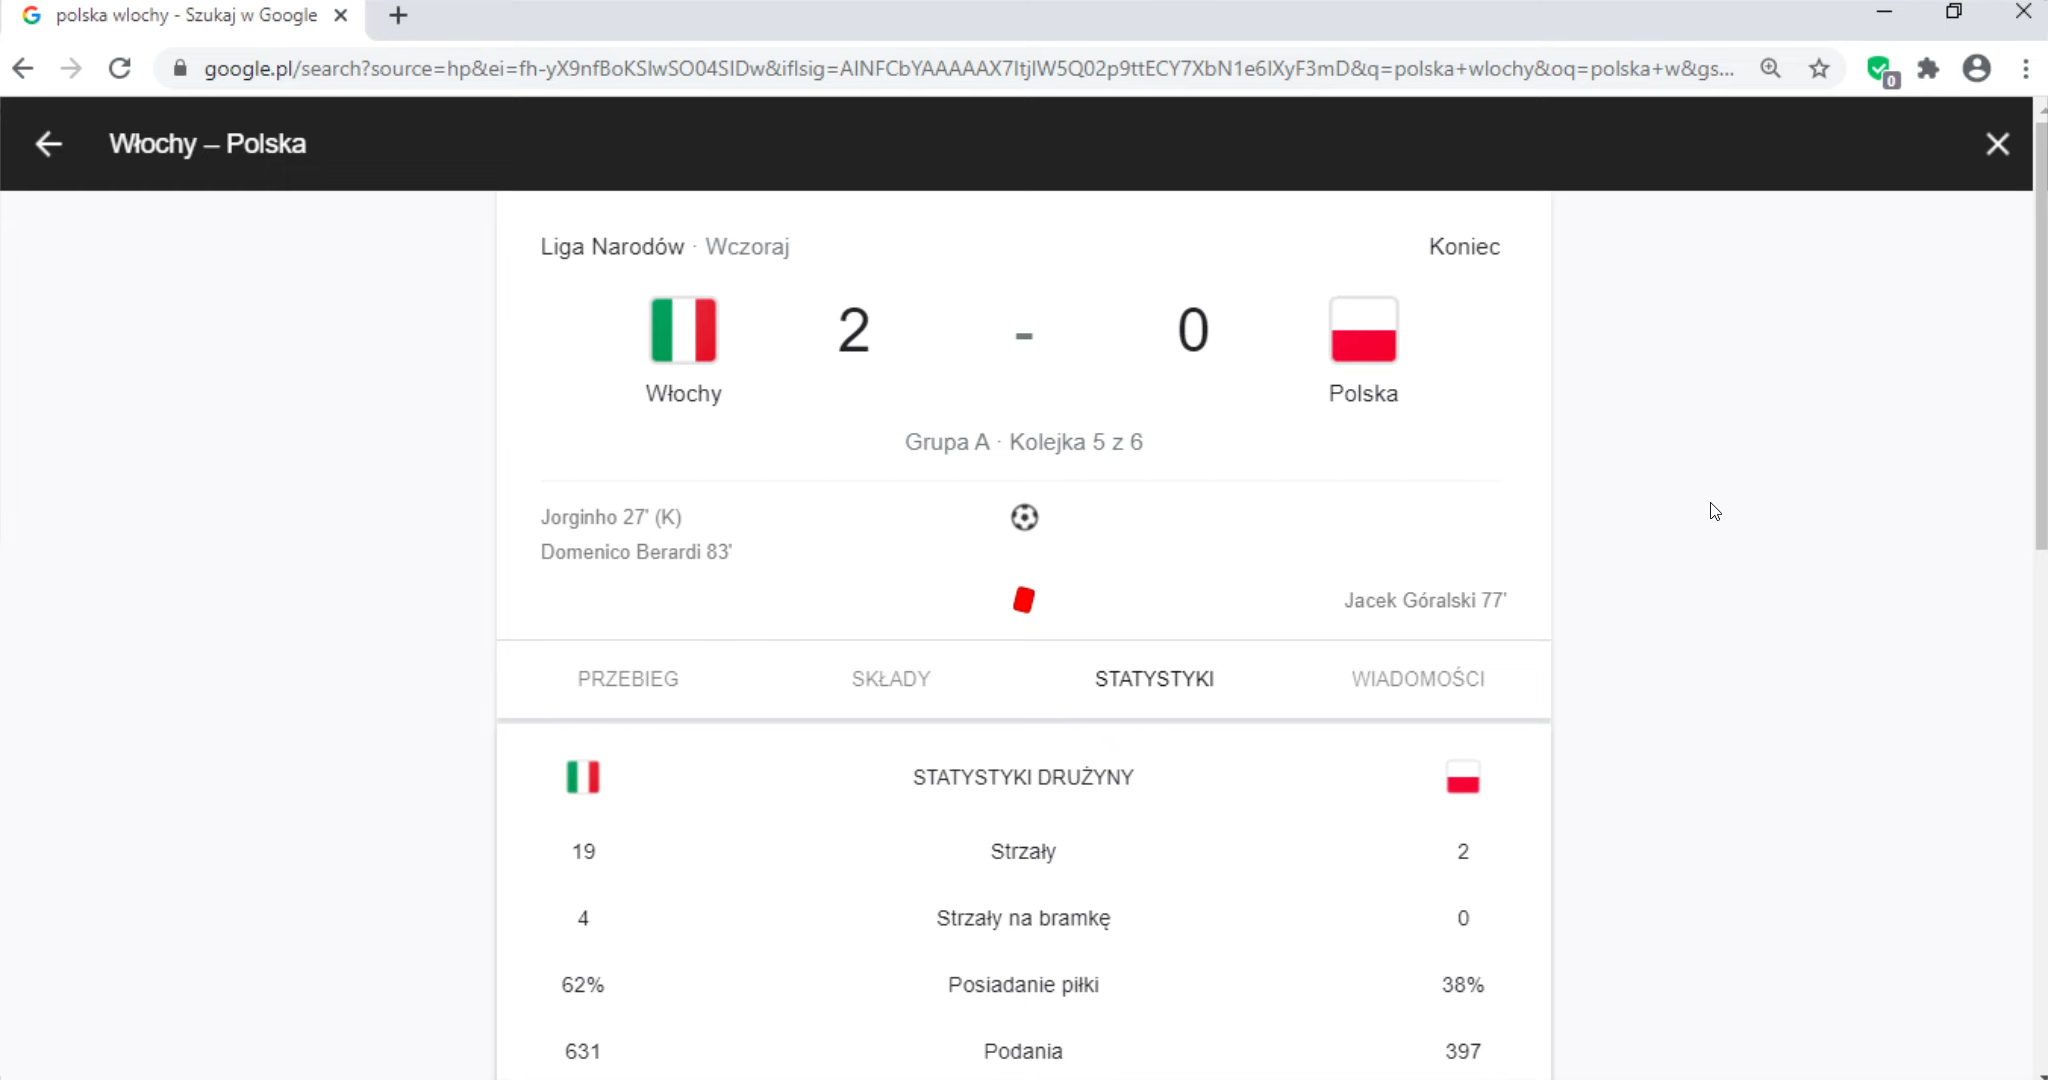 polska wlochy - Szukaj w Google
google.pl/search?source=hp&ei=fh-yX9nfBoKSlwSO04SIDw&iflsig=AINFCbYAAAAAX7ItjlW5Q02p9ttECY7XbN1e6IXyF3mD&q=polska+wlochy&oq=polska+w&gs...
0
Włochy – Polska
Liga Narodów · Wczoraj Koniec
2 - 0
Włochy Polska
Grupa A · Kolejka 5 z 6
Jorginho 27' (K)
Domenico Berardi 83'
Jacek Góralski 77'
PRZEBIEG SKŁADY STATYSTYKI WIADOMOŚCI
STATYSTYKI DRUŻYNY
19 Strzały 2
4 Strzały na bramkę 0
62% Posiadanie piłki 38%
631 Podania 397